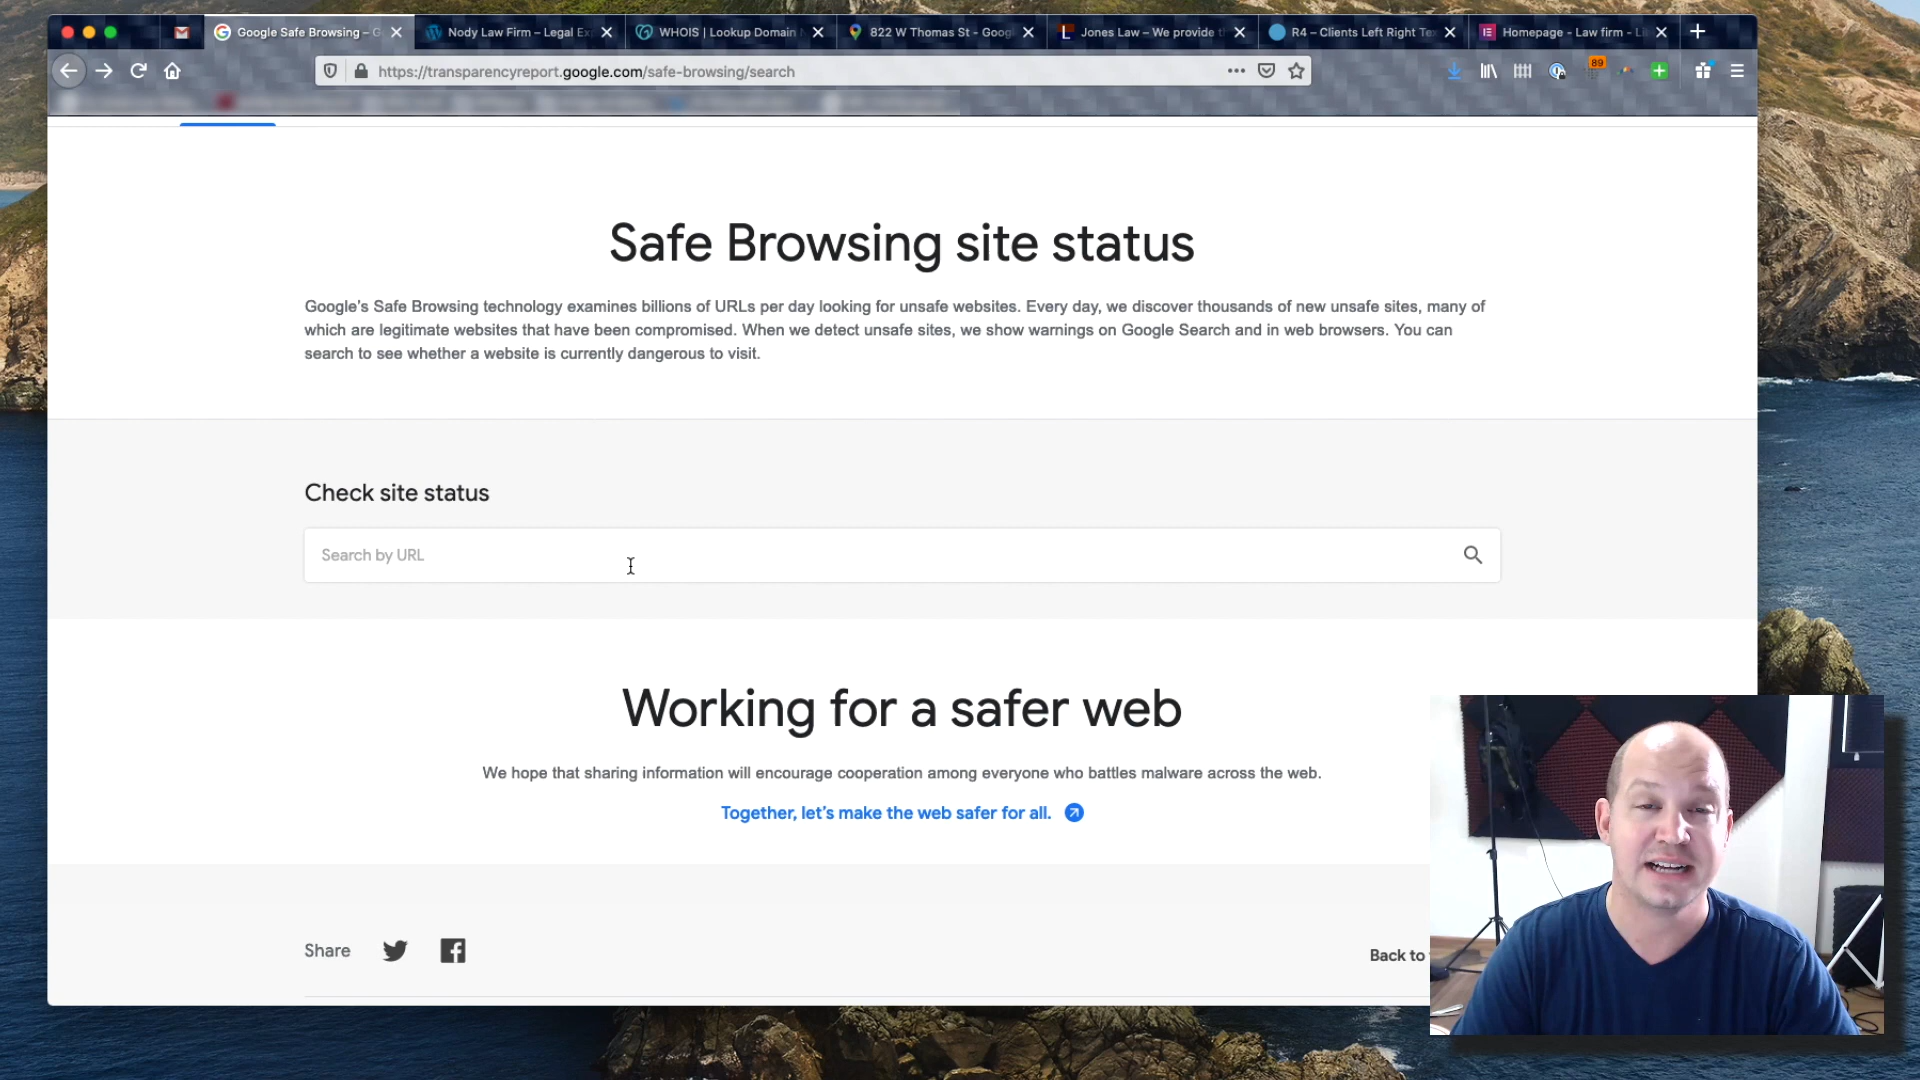 Google Safe Browsing – G
Nody Law Firm – Legal Ex
WHOIS | Lookup Domain
822 W Thomas St - Goog
Jones Law – We provide t
R4 – Clients Left Right Te
Homepage - Law firm - Li
https://transparencyreport.google.com/safe-browsing/search
89
Safe Browsing site status
Google's Safe Browsing technology examines billions of URLs per day looking for unsafe websites. Every day, we discover thousands of new unsafe sites, many of
which are legitimate websites that have been compromised. When we detect unsafe sites, we show warnings on Google Search and in web browsers. You can
search to see whether a website is currently dangerous to visit.
Check site status
Search by URL
Working for a safer web
We hope that sharing information will encourage cooperation among everyone who battles malware across the web.
Together, let's make the web safer for all.
Share
Back to